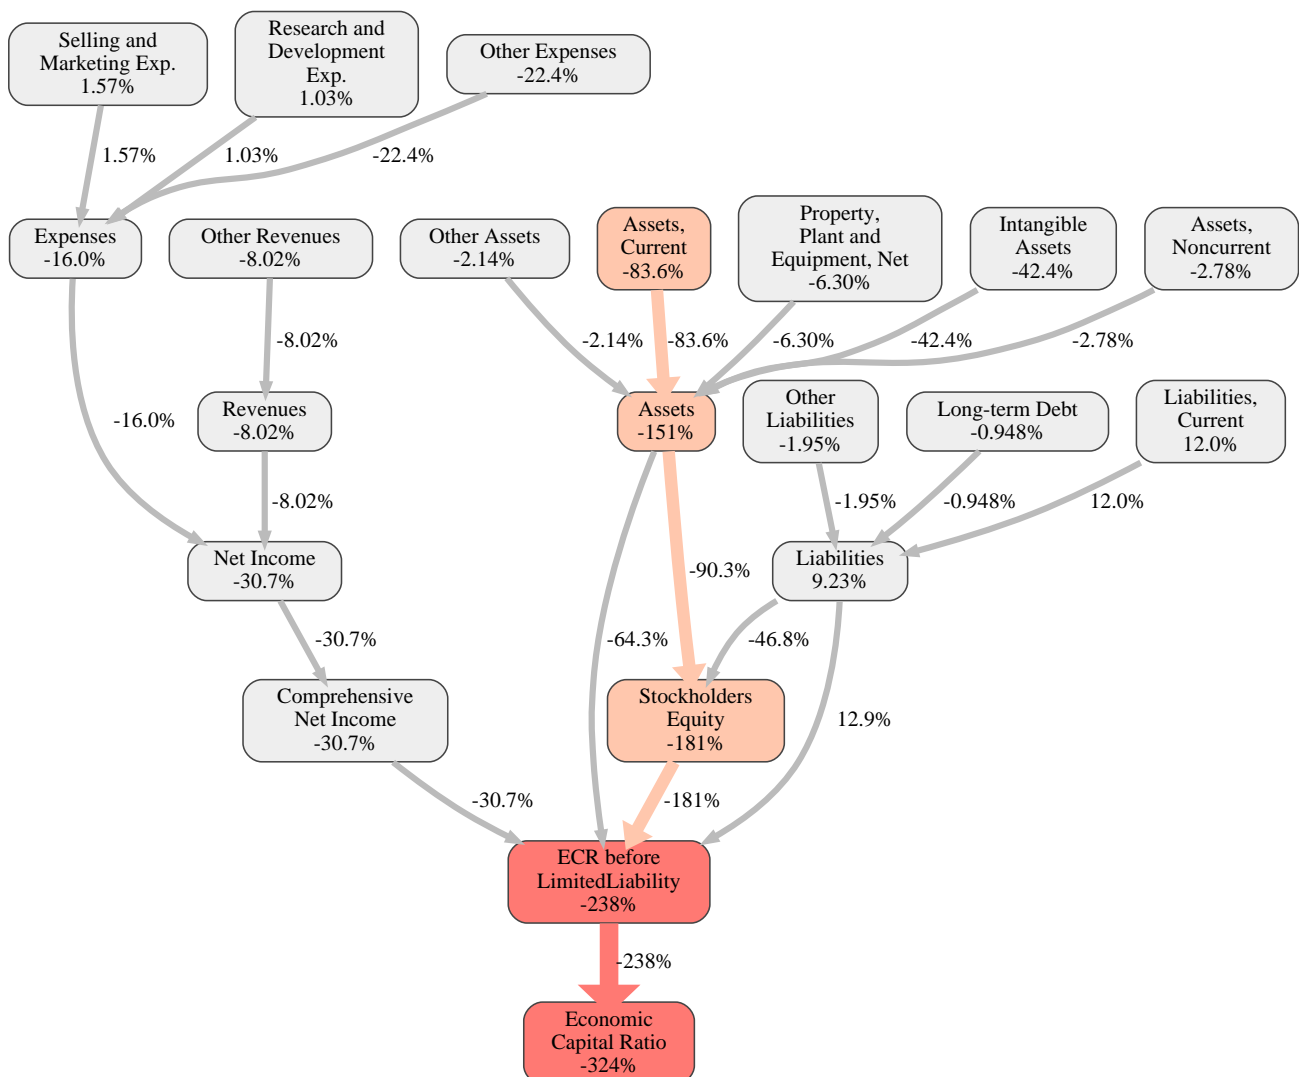 Selling and
Marketing Exp.
1.57%
Research and
Development
Exp.
1.03%
Other Expenses
-22.4%
1.57%
1.03%
-22.4%
Expenses
-16.0%
Other Revenues
-8.02%
Other Assets
-2.14%
Assets,
Current
-83.6%
Property,
Plant and
Equipment, Net
-6.30%
Intangible
Assets
-42.4%
Assets,
Noncurrent
-2.78%
-8.02%
-2.14%
-83.6%
-6.30%
-42.4%
-2.78%
-16.0%
Revenues
-8.02%
Assets
-151%
Other
Liabilities
-1.95%
Long-term Debt
-0.948%
Liabilities,
Current
12.0%
-8.02%
-1.95%
-0.948%
12.0%
Net Income
-30.7%
-90.3%
Liabilities
9.23%
-30.7%
-64.3%
-46.8%
Comprehensive
Net Income
-30.7%
Stockholders
Equity
-181%
12.9%
-30.7%
-181%
ECR before
LimitedLiability
-238%
-238%
Economic
Capital Ratio
-324%